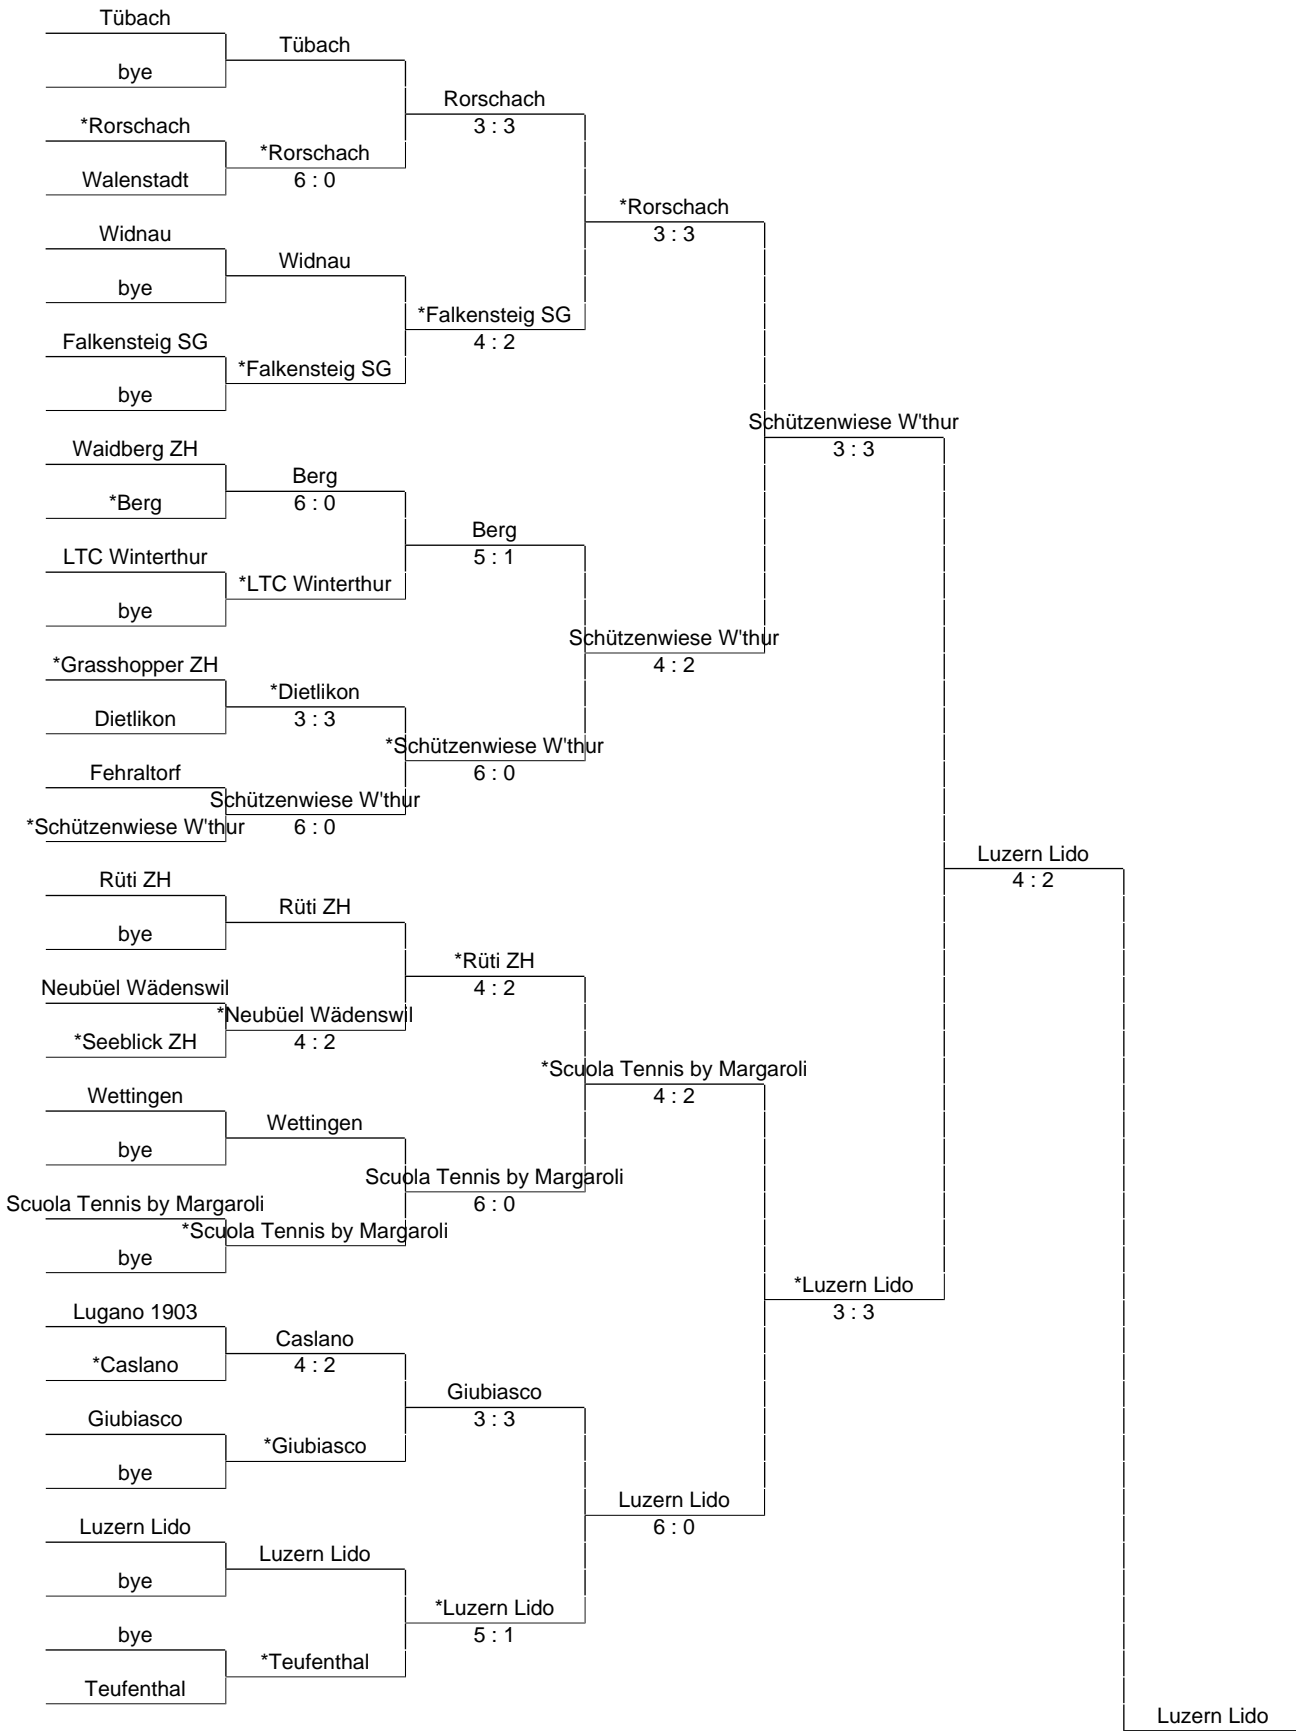 Tübach
Tübach
bye
Rorschach
3 : 3
*Rorschach
*Rorschach
6 : 0
Walenstadt
*Rorschach
3 : 3
Widnau
Widnau
bye
*Falkensteig SG
4 : 2
Falkensteig SG
*Falkensteig SG
bye
Schützenwiese W'thur
3 : 3
Waidberg ZH
Berg
6 : 0
*Berg
Berg
5 : 1
LTC Winterthur
*LTC Winterthur
bye
Schützenwiese W'thur
4 : 2
*Grasshopper ZH
*Dietlikon
3 : 3
Dietlikon
*Schützenwiese W'thur
6 : 0
Fehraltorf
Schützenwiese W'thur
6 : 0
*Schützenwiese W'thur
Luzern Lido
4 : 2
Rüti ZH
Rüti ZH
bye
*Rüti ZH
4 : 2
Neubüel Wädenswil
*Neubüel Wädenswil
4 : 2
*Seeblick ZH
*Scuola Tennis by Margaroli
4 : 2
Wettingen
Wettingen
bye
Scuola Tennis by Margaroli
6 : 0
Scuola Tennis by Margaroli
*Scuola Tennis by Margaroli
bye
*Luzern Lido
3 : 3
Lugano 1903
Caslano
4 : 2
*Caslano
Giubiasco
3 : 3
Giubiasco
*Giubiasco
bye
Luzern Lido
6 : 0
Luzern Lido
Luzern Lido
bye
*Luzern Lido
5 : 1
bye
*Teufenthal
Teufenthal
Luzern Lido